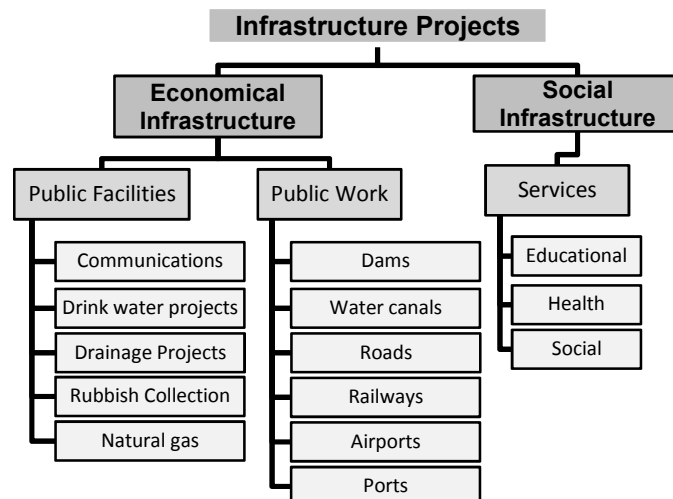 Infrastructure Projects
Economical
Infrastructure
Social
Infrastructure
Public Facilities
Public Work
Services
Communications
Drink water projects
Drainage Projects
Rubbish Collection
Natural gas
Dams
Water canals
Roads
Railways
Airports
Ports
Educational
Health
Social